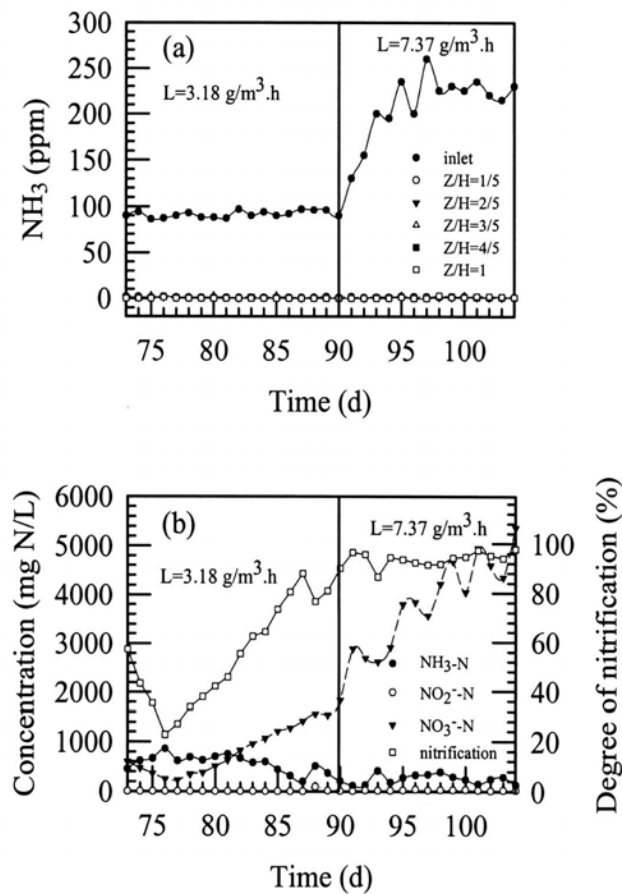 (a)
L=7.37 g/m³.h
L=3.18 g/m³.h
NH₃ (ppm)
300
250
200
150
100
50
0
inlet
Z/H=1/5
Z/H=2/5
Z/H=3/5
Z/H=4/5
Z/H=1
75 80 85 90 95 100
Time (d)
(b)
L=7.37 g/m³.h
L=3.18 g/m³.h
Concentration (mg N/L)
6000
5000
4000
3000
2000
1000
0
NH₃-N
NO₂⁻-N
NO₃⁻-N
nitrification
Degree of nitrification (%)
100
80
60
40
20
0
75 80 85 90 95 100
Time (d)